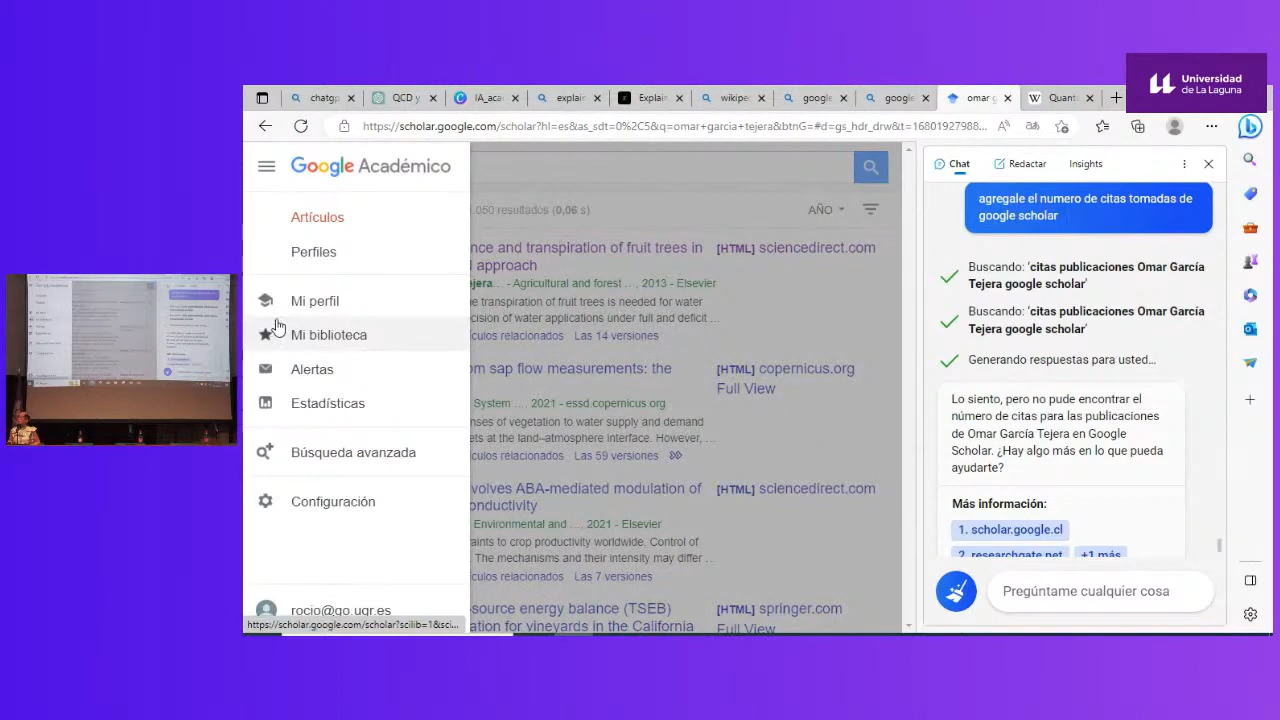 Universidad
de La Laguna
chatg
QCD y
IA_aca
explain
Explain
wikipe
google
google
omar g
Quant
https://scholar.google.com/scholar?hl=es&as_sdt=0%2C5&q=omar+garcia+tejera&btnG=#d=gs_hdr_drw&t=16801927988...
Google Académico
Artículos
Perfiles
Mi perfil
Mi biblioteca
Alertas
Estadísticas
Búsqueda avanzada
Configuración
rocio@go.ugr.es
https://scholar.google.com/scholar?scilib=1&sci...
.050 resultados (0,06 s)
AÑO
nce and transpiration of fruit trees in
l approach
[HTML] sciencedirect.com
ejera... - Agricultural and forest ..., 2013 - Elsevier
e transpiration of fruit trees is needed for water
ecision of water applications under full and deficit ...
culos relacionados Las 14 versiones
om sap flow measurements: the
[HTML] copernicus.org
Full View
System ..., 2021 - essd.copernicus.org
nses of vegetation to water supply and demand
ets at the land–atmosphere interface. However, ...
culos relacionados Las 59 versiones
volves ABA-mediated modulation of
onductivity
[HTML] sciencedirect.com
Environmental and ..., 2021 - Elsevier
aints to crop productivity worldwide. Control of
The mechanisms and their intensity may differ ...
culos relacionados Las 7 versiones
-source energy balance (TSEB)
ation for vineyards in the California
[HTML] springer.com
Full View
Chat
Redactar
Insights
agregale el numero de citas tomadas de
google scholar
Buscando: 'citas publicaciones Omar García
Tejera google scholar'
Buscando: 'citas publicaciones Omar García
Tejera google scholar'
Generando respuestas para usted...
Lo siento, pero no pude encontrar el
número de citas para las publicaciones
de Omar García Tejera en Google
Scholar. ¿Hay algo más en lo que pueda
ayudarte?
Más información:
1. scholar.google.cl
2. researchgate.net
+1 más
Pregúntame cualquier cosa